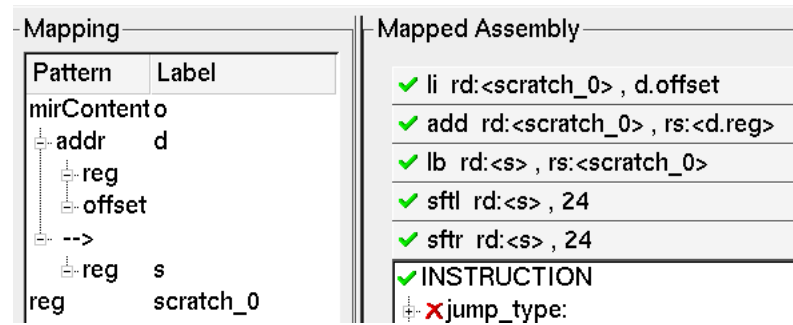 Mapping
Pattern Label
mirContent o
addr d
reg
offset
-->
reg s
reg scratch_0
Mapped Assembly
li rd:<scratch_0> , d.offset
add rd:<scratch_0> , rs:<d.reg>
lb rd:<s> , rs:<scratch_0>
sftl rd:<s> , 24
sftr rd:<s> , 24
INSTRUCTION
jump_type: